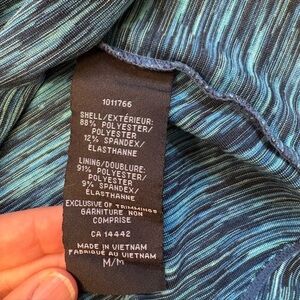 1011766
SHELL/EXTÉRIEUR:
88% POLYESTER/
POLYESTER
12% SPANDEX/
ÉLASTHANNE
LINING/DOUBLURE:
91% POLYESTER/
POLYESTER
9% SPANDEX/
ÉLASTHANNE
EXCLUSIVE OF TRIMMINGS
GARNITURE NON
COMPRISE
CA 14442
MADE IN VIETNAM
FABRIQUÉ AU VIETNAM
M/M